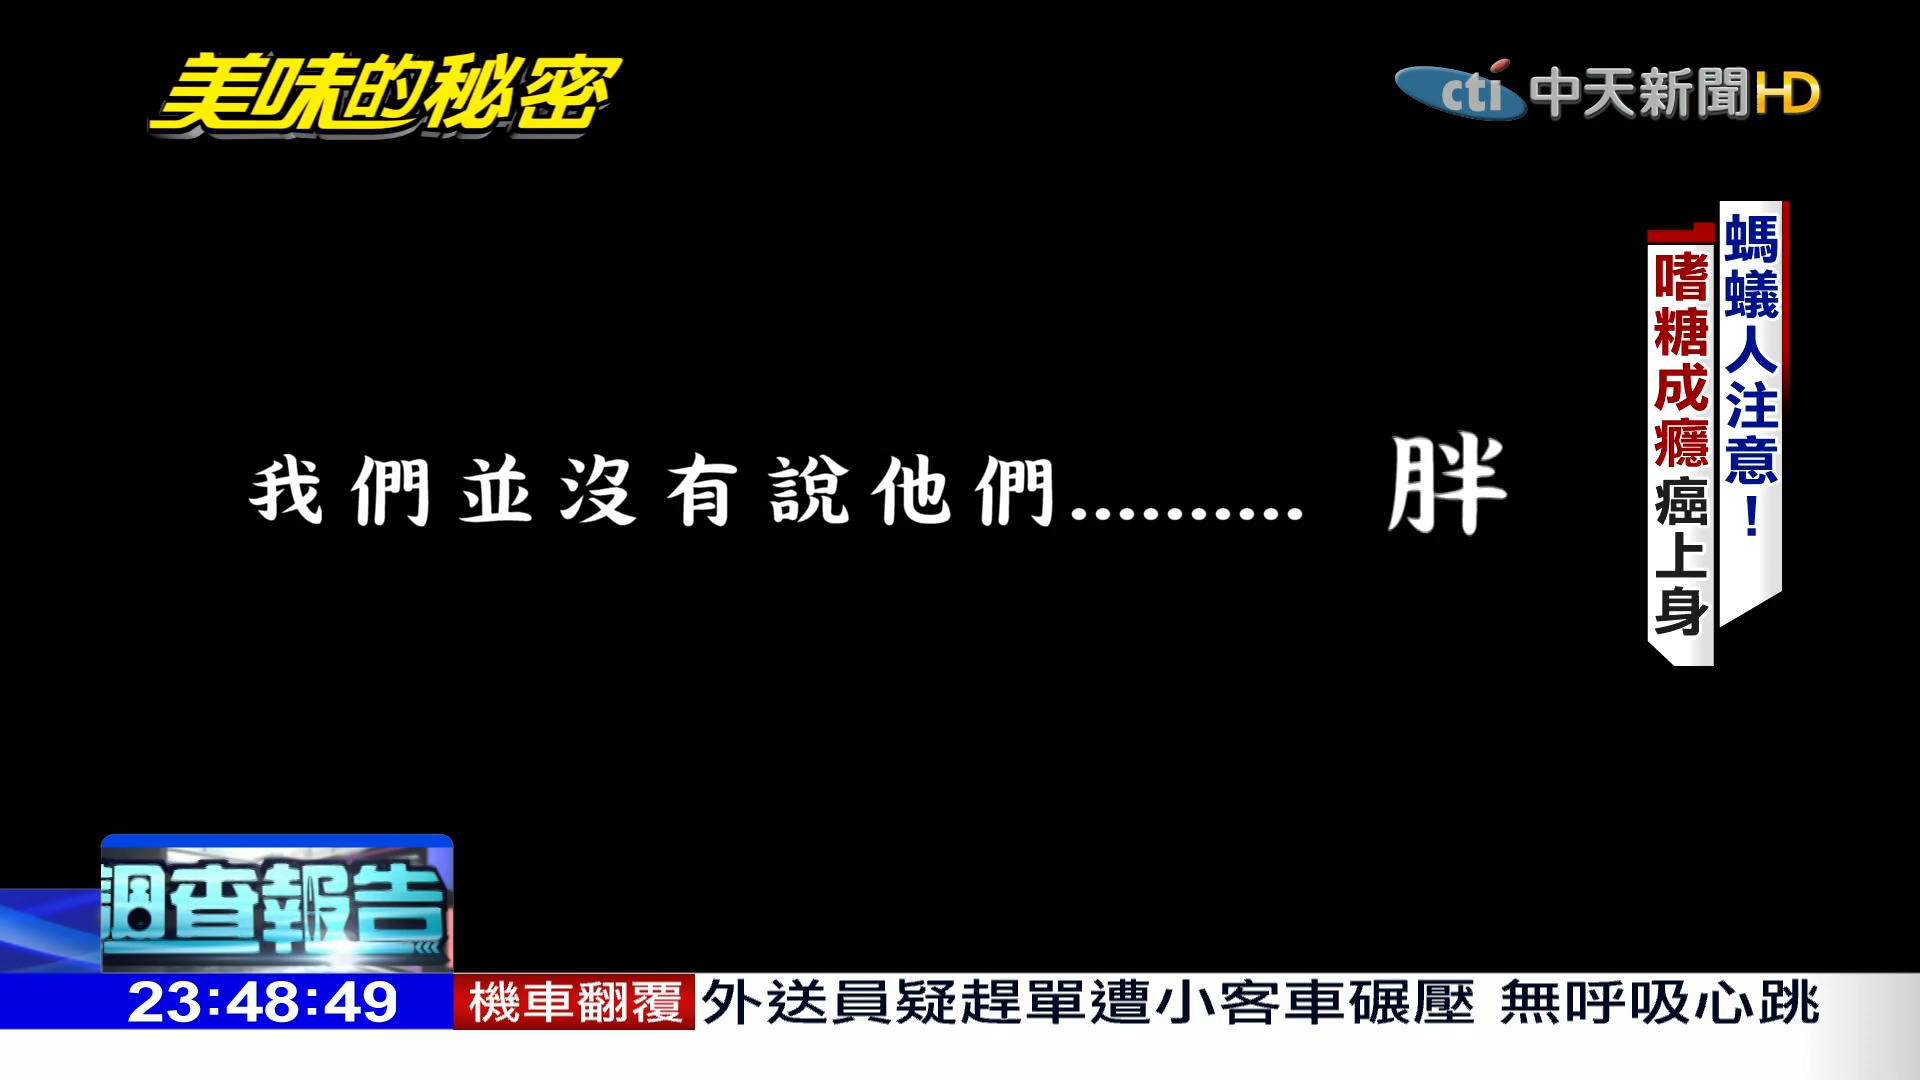 美味的秘密
cti 中天新聞HD
螞蟻人注意!
嗜糖成癮癌上身
我們並沒有說他們.......... 胖
調查報告
23:48:49
機車翻覆
外送員疑趕單遭小客車碾壓 無呼吸心跳